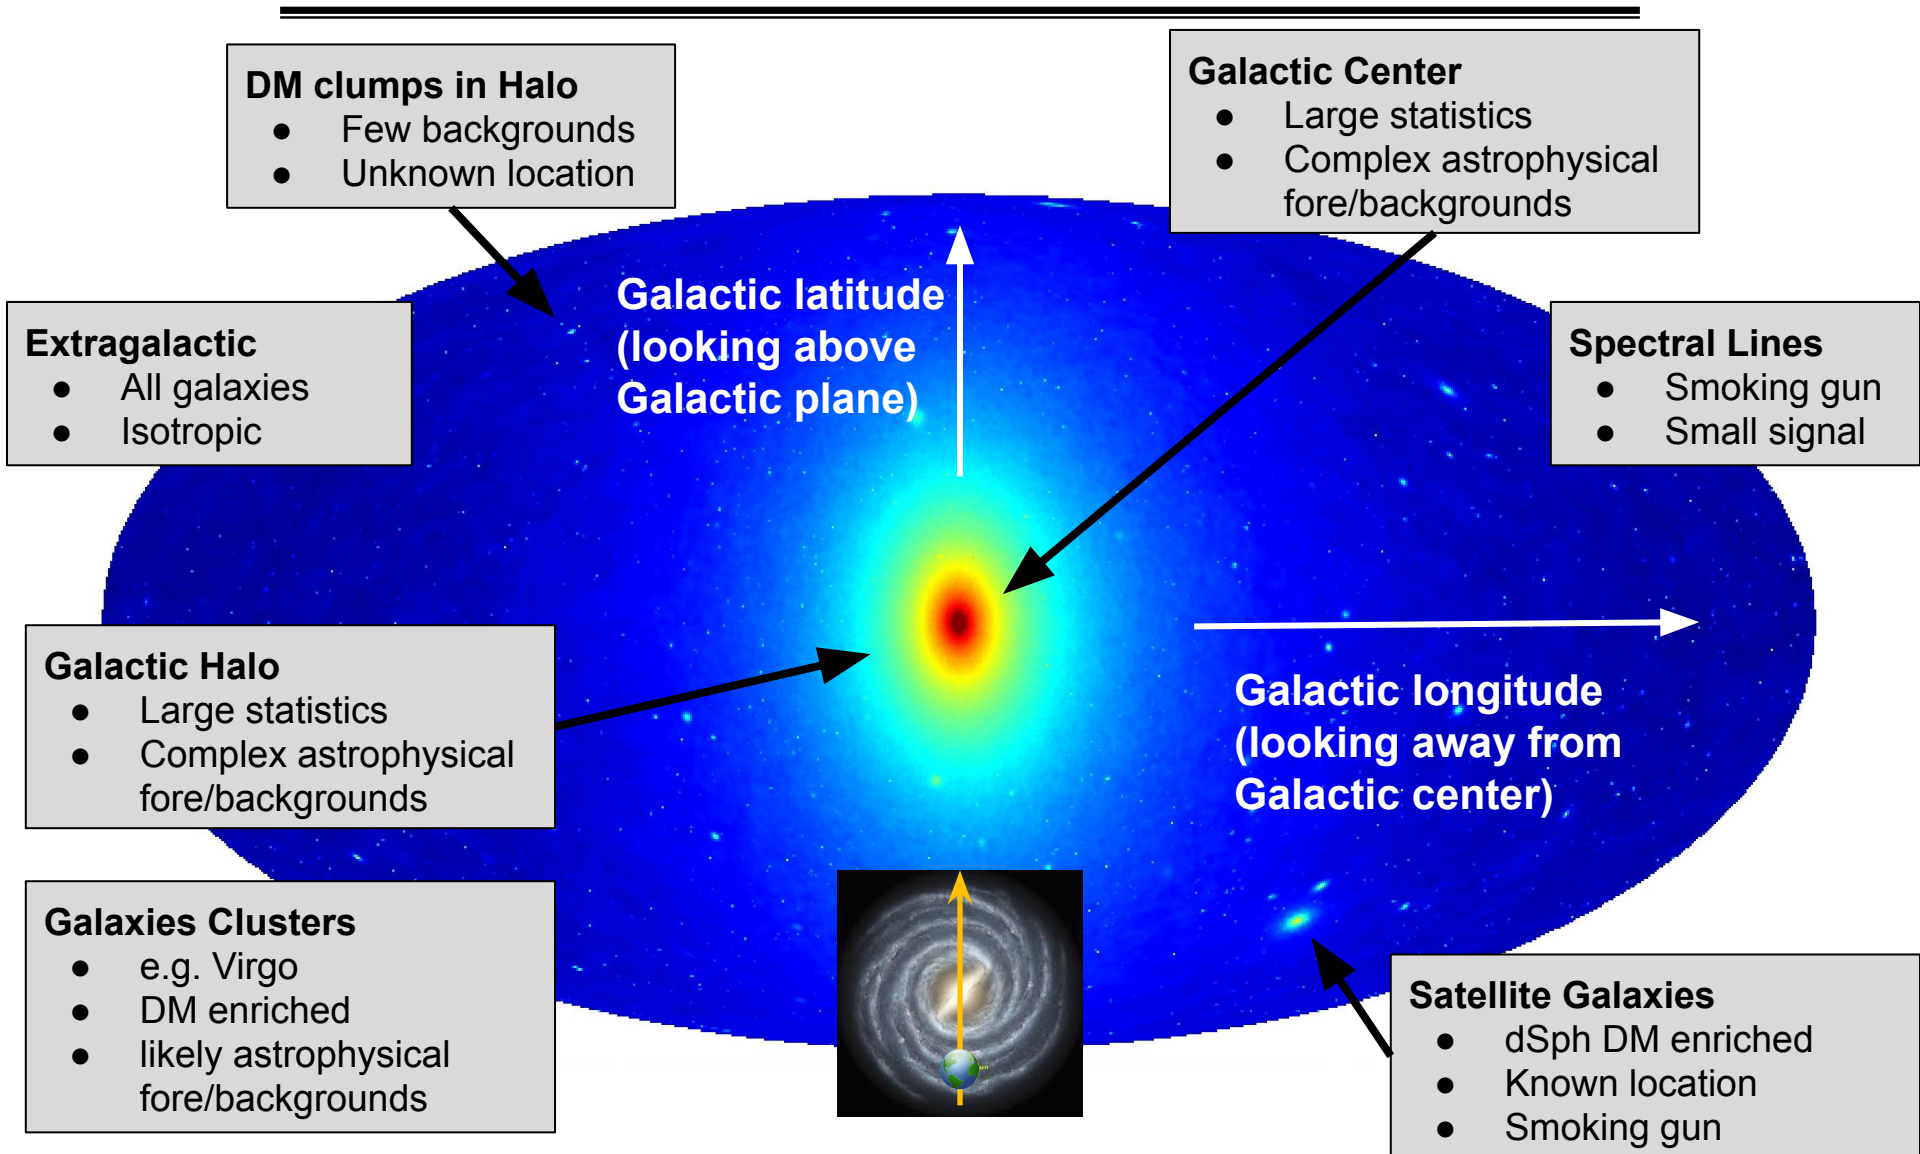 DM clumps in Halo
● Few backgrounds
● Unknown location
Galactic Center
● Large statistics
● Complex astrophysical
fore/backgrounds
Galactic latitude
(looking above
Galactic plane)
Extragalactic
● All galaxies
● Isotropic
Spectral Lines
● Smoking gun
● Small signal
Galactic Halo
● Large statistics
● Complex astrophysical
fore/backgrounds
Galactic longitude
(looking away from
Galactic center)
Galaxies Clusters
● e.g. Virgo
● DM enriched
● likely astrophysical
fore/backgrounds
Satellite Galaxies
● dSph DM enriched
● Known location
● Smoking gun